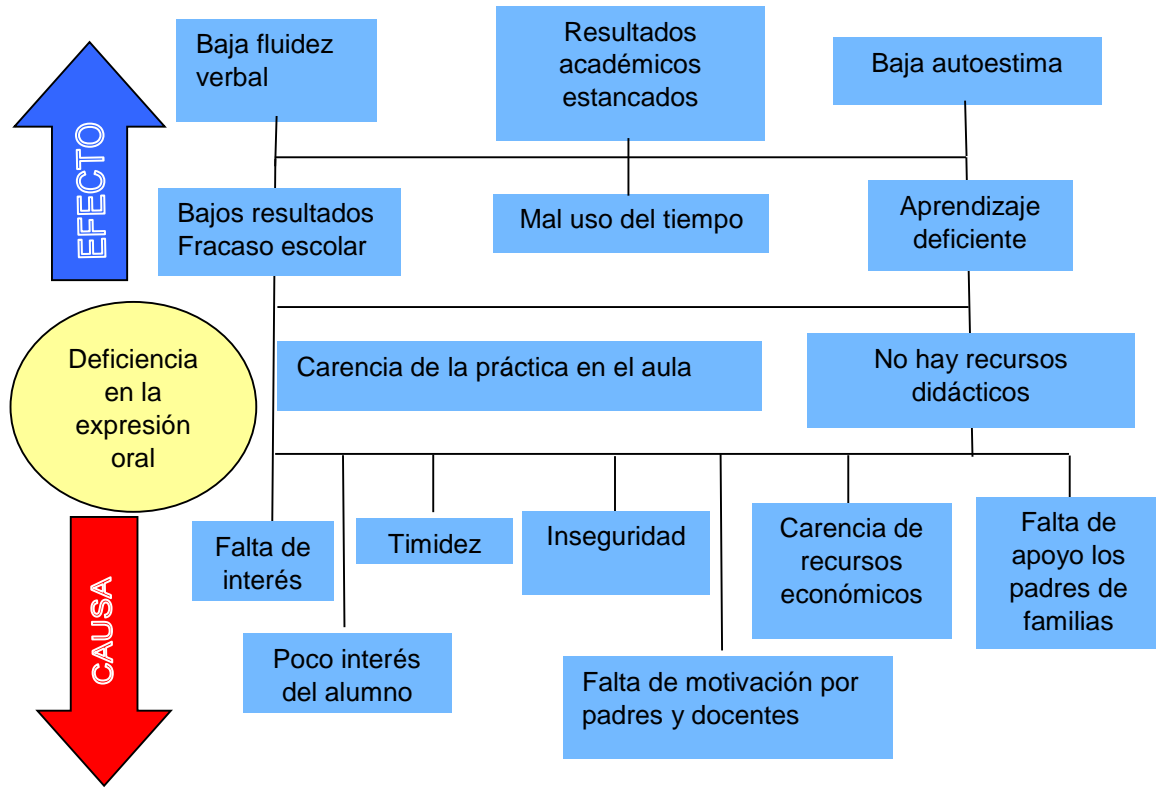 Baja fluidez
verbal
Resultados
académicos
estancados
Baja autoestima
EFECTO
Bajos resultados
Fracaso escolar
Mal uso del tiempo
Aprendizaje
deficiente
Deficiencia
en la
expresión
oral
Carencia de la práctica en el aula
No hay recursos
didácticos
CAUSA
Falta de
interés
Poco interés
del alumno
Timidez
Inseguridad
Falta de motivación por
padres y docentes
Carencia de
recursos
económicos
Falta de
apoyo los
padres de
familias